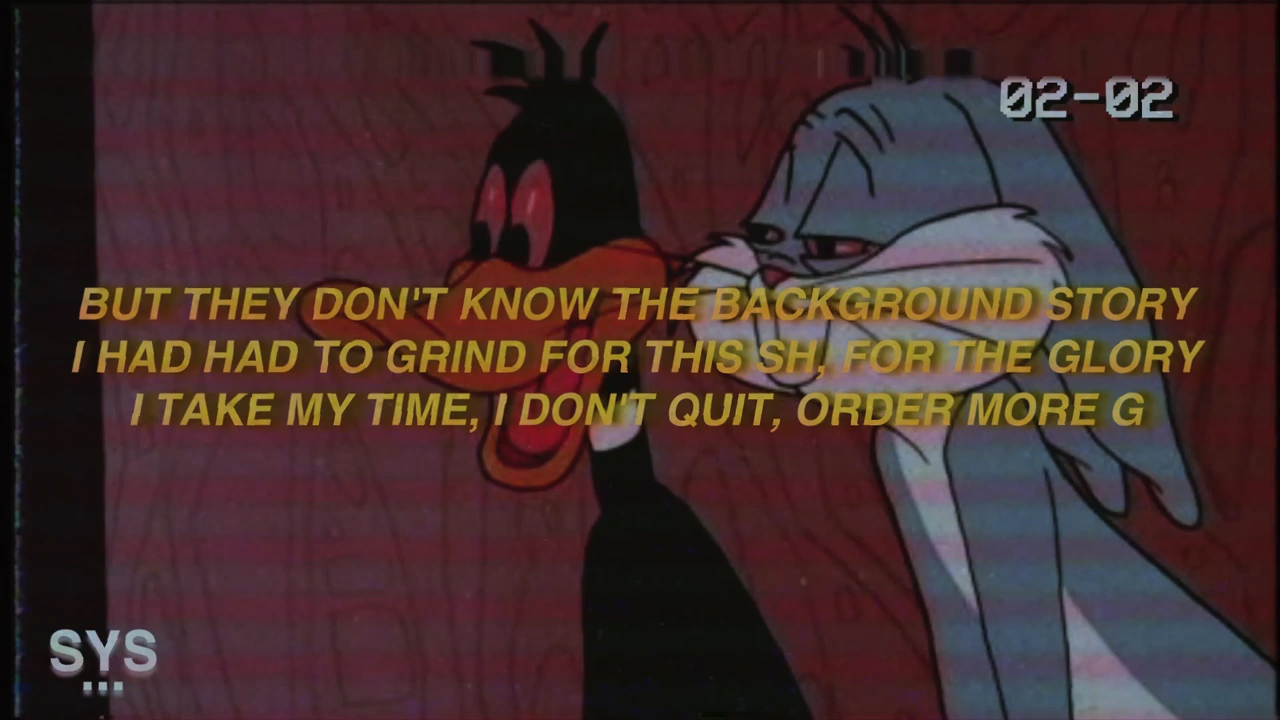 02-02
BUT THEY DON'T KNOW THE BACKGROUND STORY
I HAD HAD TO GRIND FOR THIS SH, FOR THE GLORY
I TAKE MY TIME, I DON'T QUIT, ORDER MORE G
SYS